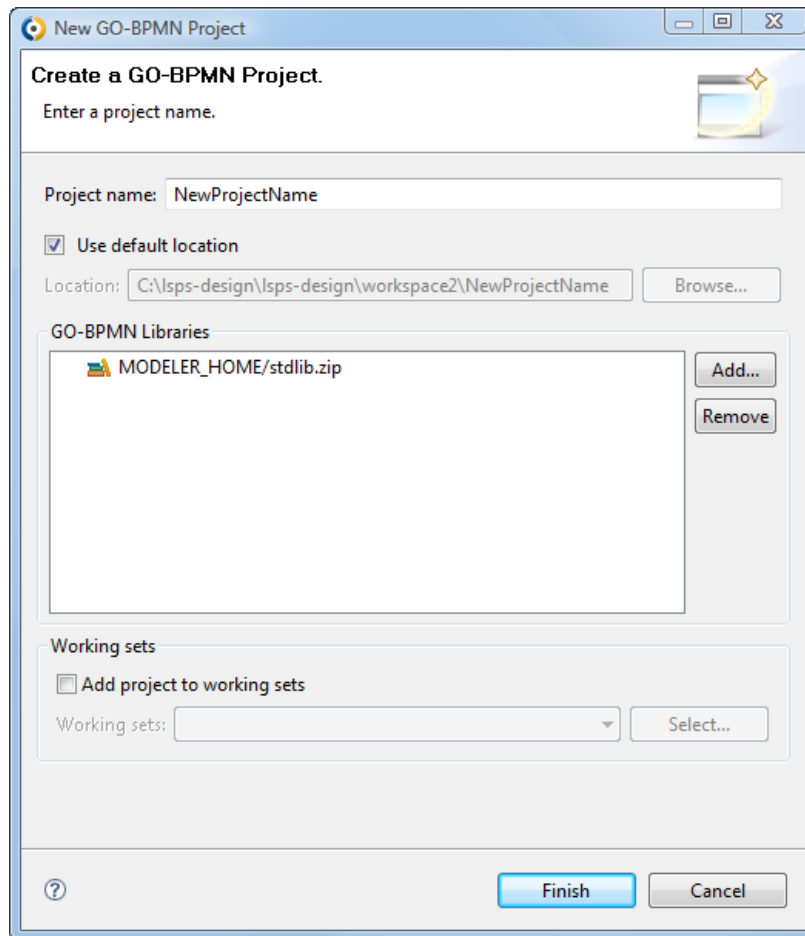 New GO-BPMN Project
Create a GO-BPMN Project.
Enter a project name.
Project name: NewProjectName
Use default location
Location: C:\lsps-design\lsps-design\workspace2\NewProjectName Browse...
GO-BPMN Libraries
MODELER_HOME/stdlib.zip Add...
Remove
Working sets
Add project to working sets
Working sets: Select...
? Finish Cancel